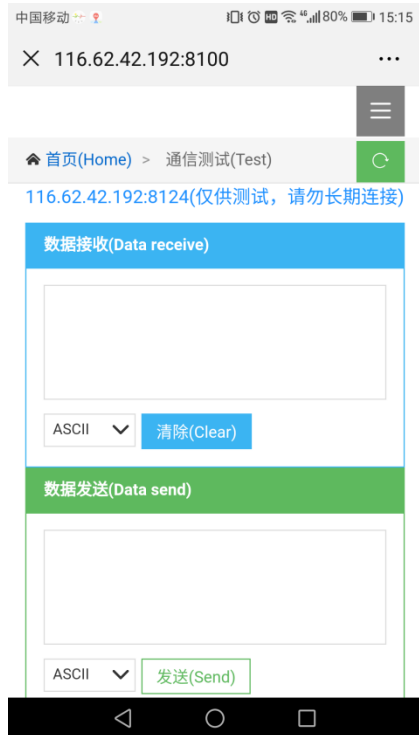 中国移动 HD 46 80% 15:15
116.62.42.192:8100
首页(Home) > 通信测试(Test)
116.62.42.192:8124(仅供测试，请勿长期连接)
数据接收(Data receive)
ASCII 清除(Clear)
数据发送(Data send)
ASCII 发送(Send)